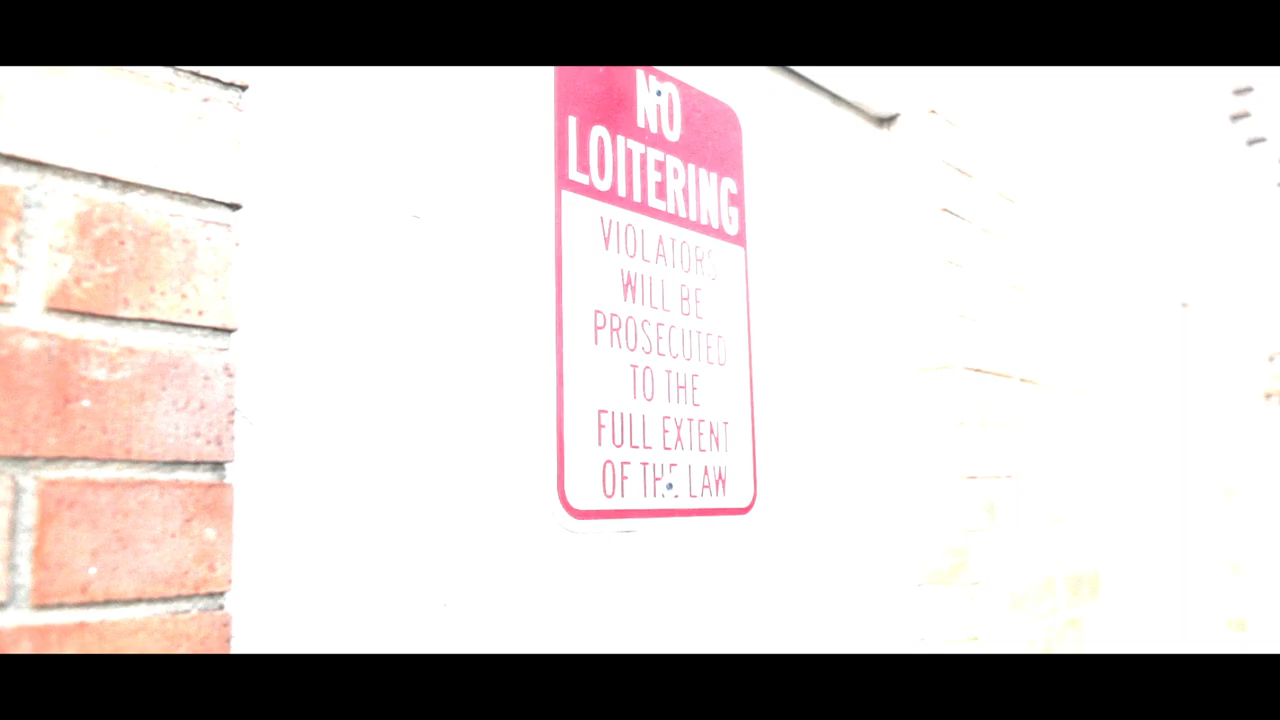 NO
LOITERING
VIOLATORS
WILL BE
PROSECUTED
TO THE
FULL EXTENT
OF THE LAW